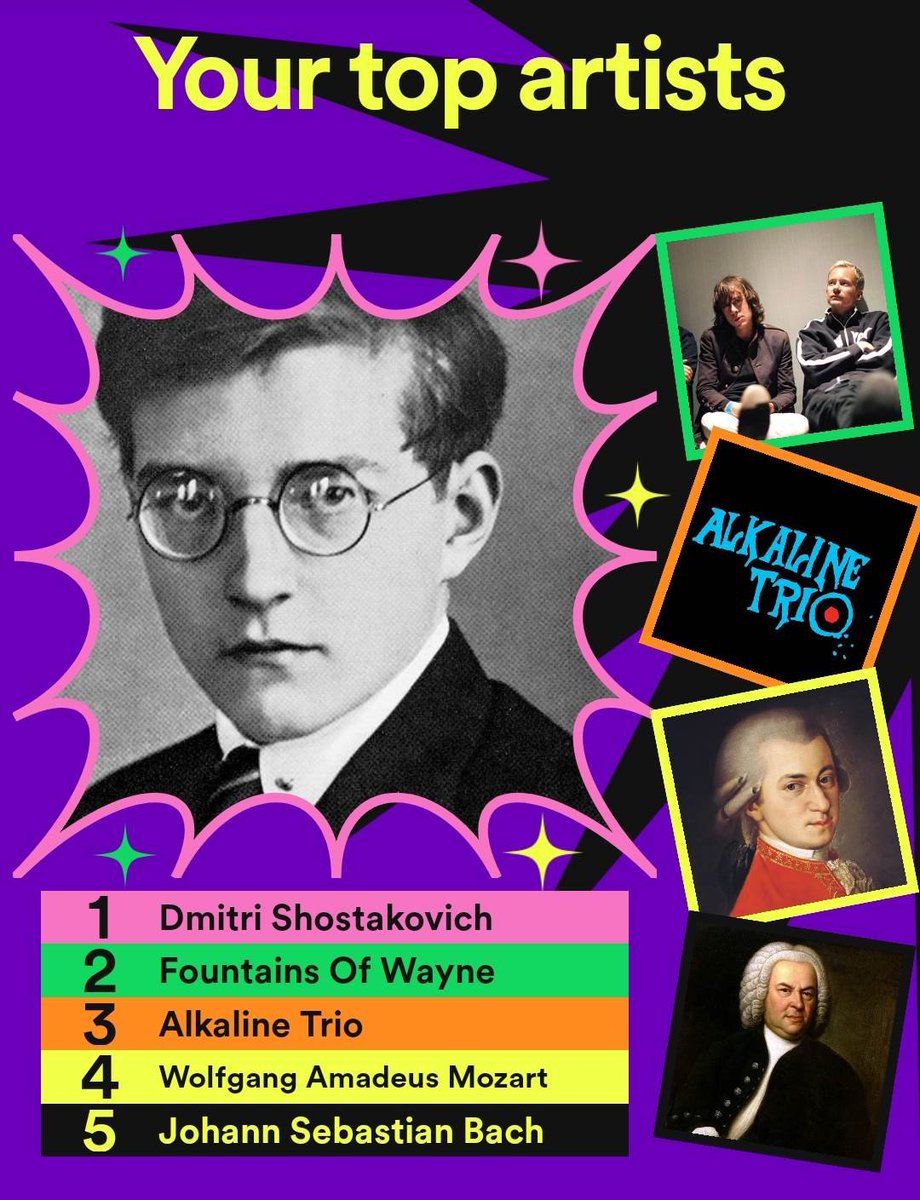 Your top artists
ALKALINE
TRIO
1 Dmitri Shostakovich
2 Fountains Of Wayne
3 Alkaline Trio
4 Wolfgang Amadeus Mozart
5 Johann Sebastian Bach